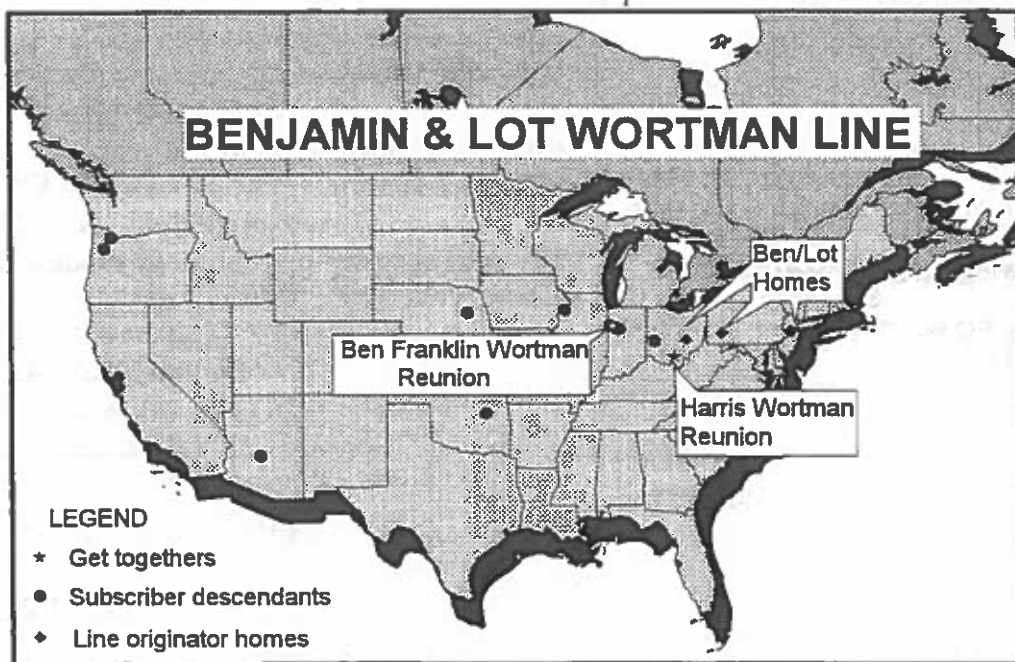 BENJAMIN & LOT WORTMAN LINE
Ben/Lot
Homes
Ben Franklin Wortman
Reunion
Harris Wortman
Reunion
LEGEND
Get togethers
Subscriber descendants
Line originator homes